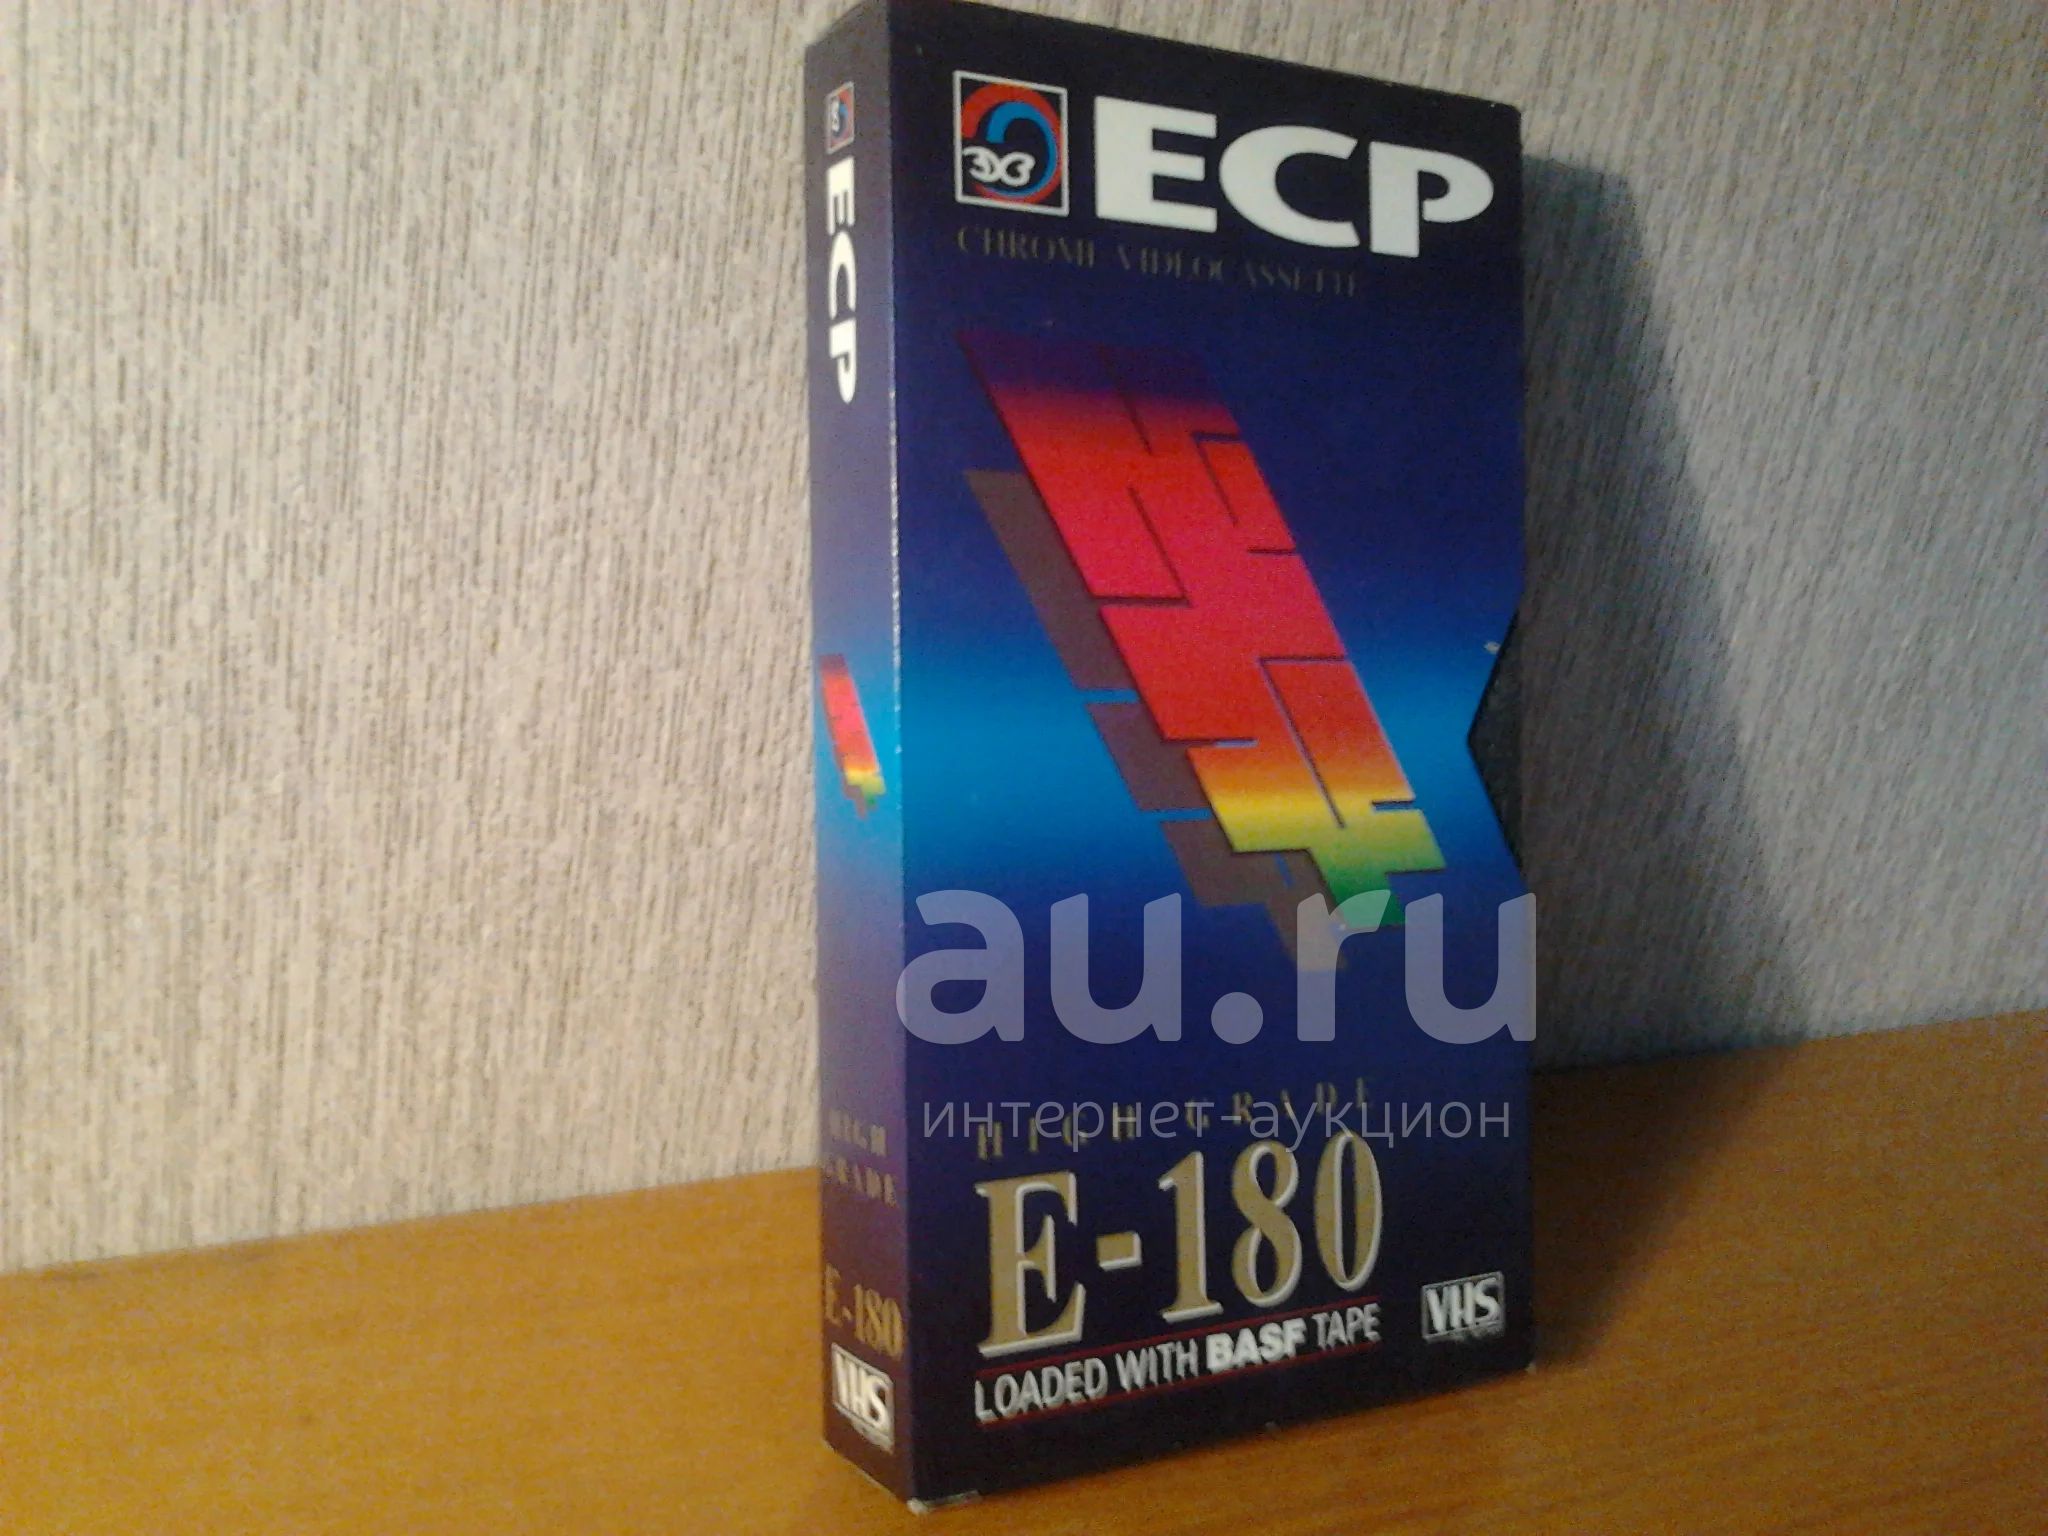 ЭХЗ
ECP
CHROME VIDEOCASSETTE
HIGH GRADE
E-180
LOADED WITH BASF TAPE
VHS
ECP
HIGH
GRADE
E-180
VHS
au.ru
интернет-аукцион